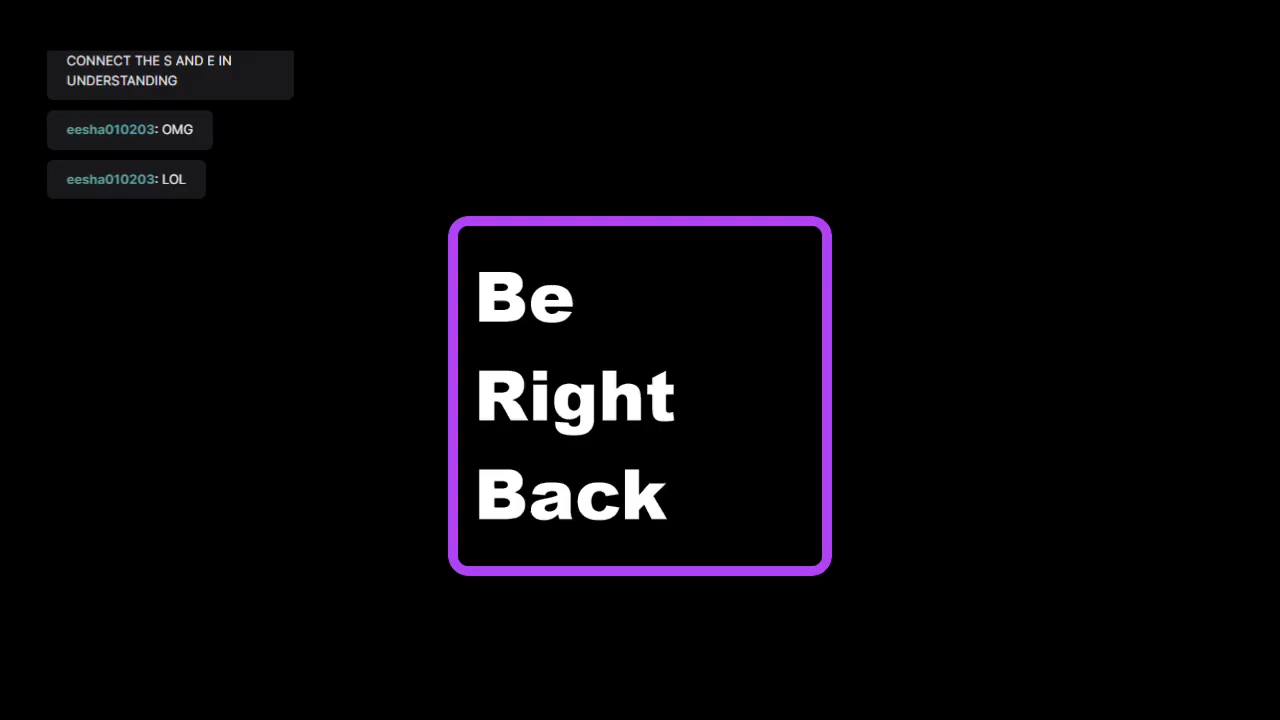 CONNECT THE S AND E IN
UNDERSTANDING
eesha010203: OMG
eesha010203: LOL
Be
Right
Back